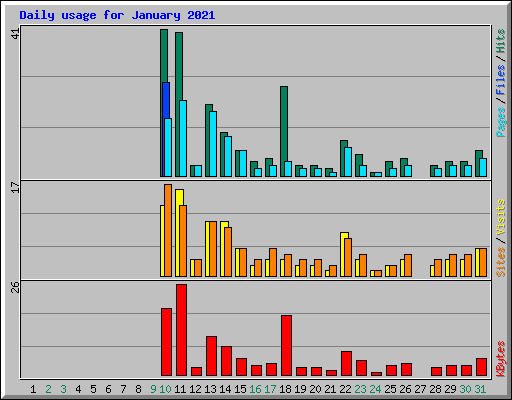 Daily usage for January 2021
41
17
26
Pages / Files / Hits
Sites / Visits
KBytes
1 2 3 4 5 6 7 8 9 10 11 12 13 14 15 16 17 18 19 20 21 22 23 24 25 26 27 28 29 30 31